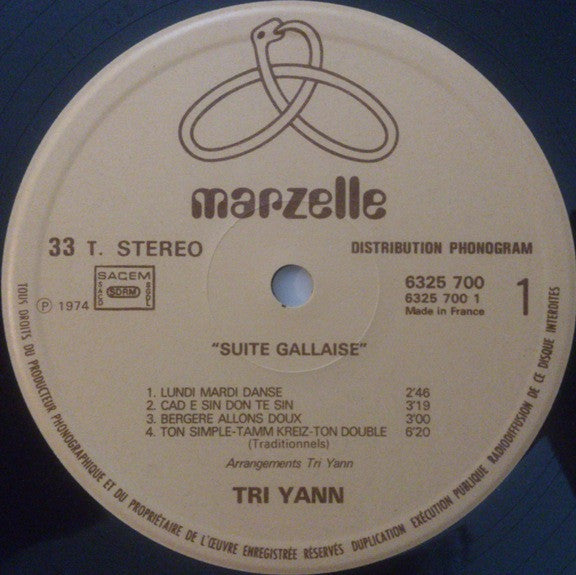 marzelle
33 T. STEREO
DISTRIBUTION PHONOGRAM
SACEM
SACD SDRM SGDL
Ⓟ 1974
6325 700
6325 700 1
Made in France
1
"SUITE GALLAISE"
1. LUNDI MARDI DANSE 2'46
2. CAD E SIN DON TE SIN 3'19
3. BERGERE ALLONS DOUX 3'00
4. TON SIMPLE-TAMM KREIZ-TON DOUBLE 6'20
(Traditionnels)
Arrangements Tri Yann
TRI YANN
TOUS DROITS DU PRODUCTEUR PHONOGRAPHIQUE ET DU PROPRIÉTAIRE DE L'ŒUVRE ENREGISTRÉE RÉSERVÉS DUPLICATION EXÉCUTION PUBLIQUE RADIODIFFUSION DE CE DISQUE INTERDITES